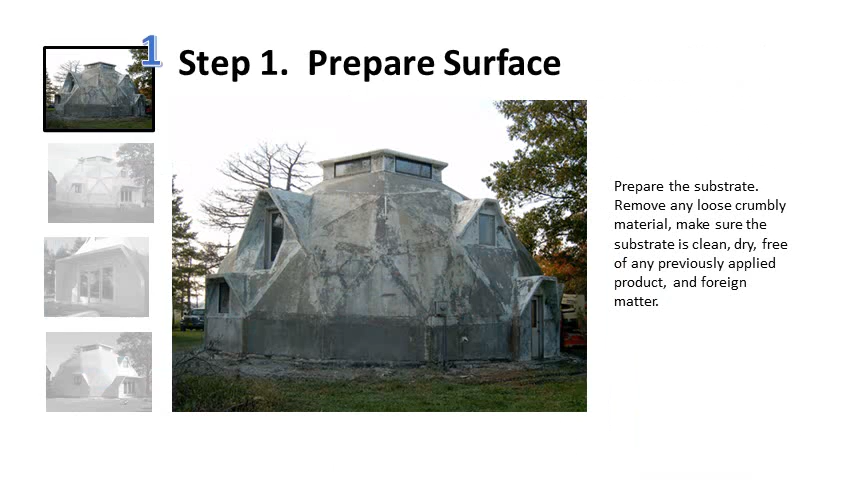 1
Step 1.  Prepare Surface
Prepare the substrate.
Remove any loose crumbly
material, make sure the
substrate is clean, dry, free
of any previously applied
product, and foreign
matter.